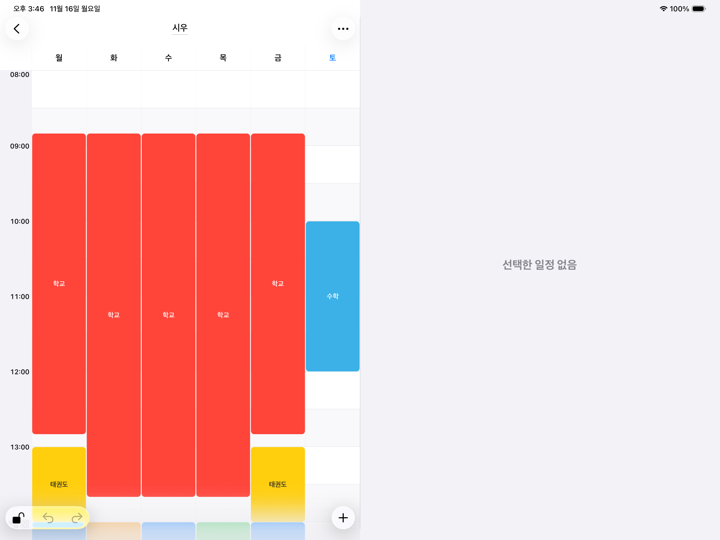 오후 3:46 11월 16일 월요일
100%
시우
월 화 수 목 금 토
08:00
09:00
10:00
11:00
12:00
13:00
학교
학교
학교
학교
학교
수학
태권도
태권도
선택한 일정 없음